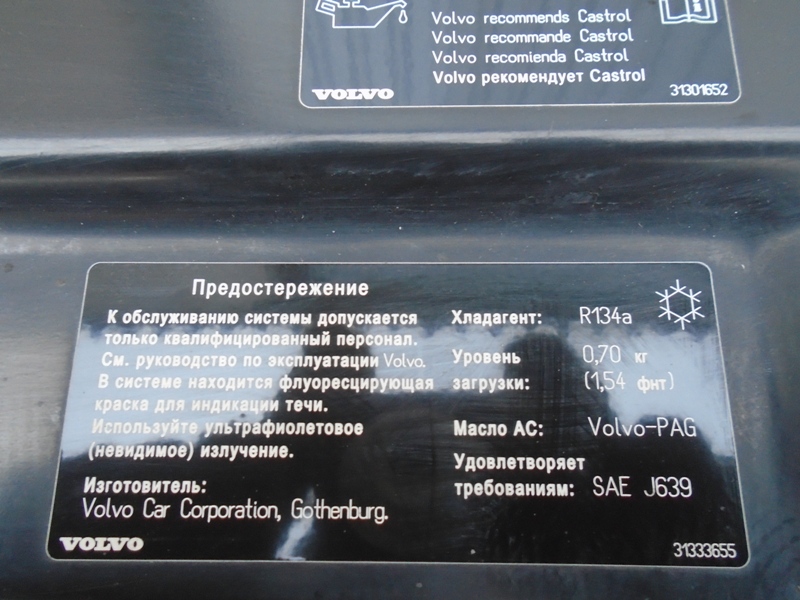 Volvo recommends Castrol
Volvo recommande Castrol
Volvo recomienda Castrol
Volvo рекомендует Castrol
VOLVO
31301652
Предостережение
К обслуживанию системы допускается
только квалифицированный персонал.
См. руководство по эксплуатации Volvo.
В системе находится флуоресцирующая
краска для индикации течи.
Используйте ультрафиолетовое
(невидимое) излучение.
Изготовитель:
Volvo Car Corporation, Gothenburg.
VOLVO
Хладагент: R134a
Уровень 0,70 кг
загрузки: (1,54 фнт)
Масло АС: Volvo-PAG
Удовлетворяет
требованиям: SAE J639
31333655